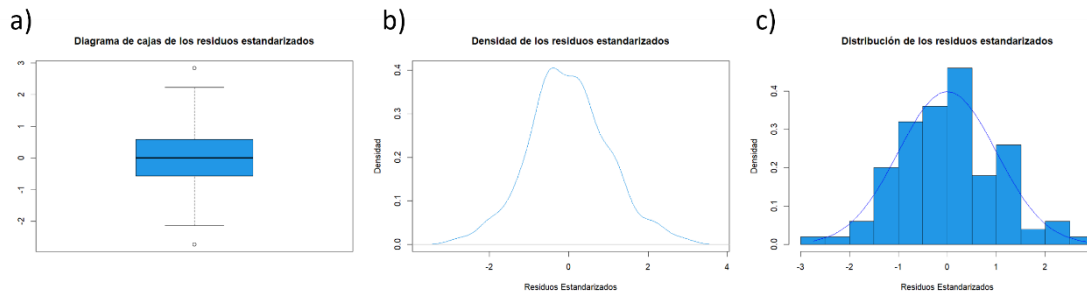 a)
Diagrama de cajas de los residuos estandarizados
3
2
1
0
-1
-2
b)
Densidad de los residuos estandarizados
Densidad
0.4
0.3
0.2
0.1
0.0
-2
0
2
4
Residuos Estandarizados
c)
Distribución de los residuos estandarizados
Densidad
0.4
0.3
0.2
0.1
0.0
-3
-2
-1
0
1
2
Residuos Estandarizados